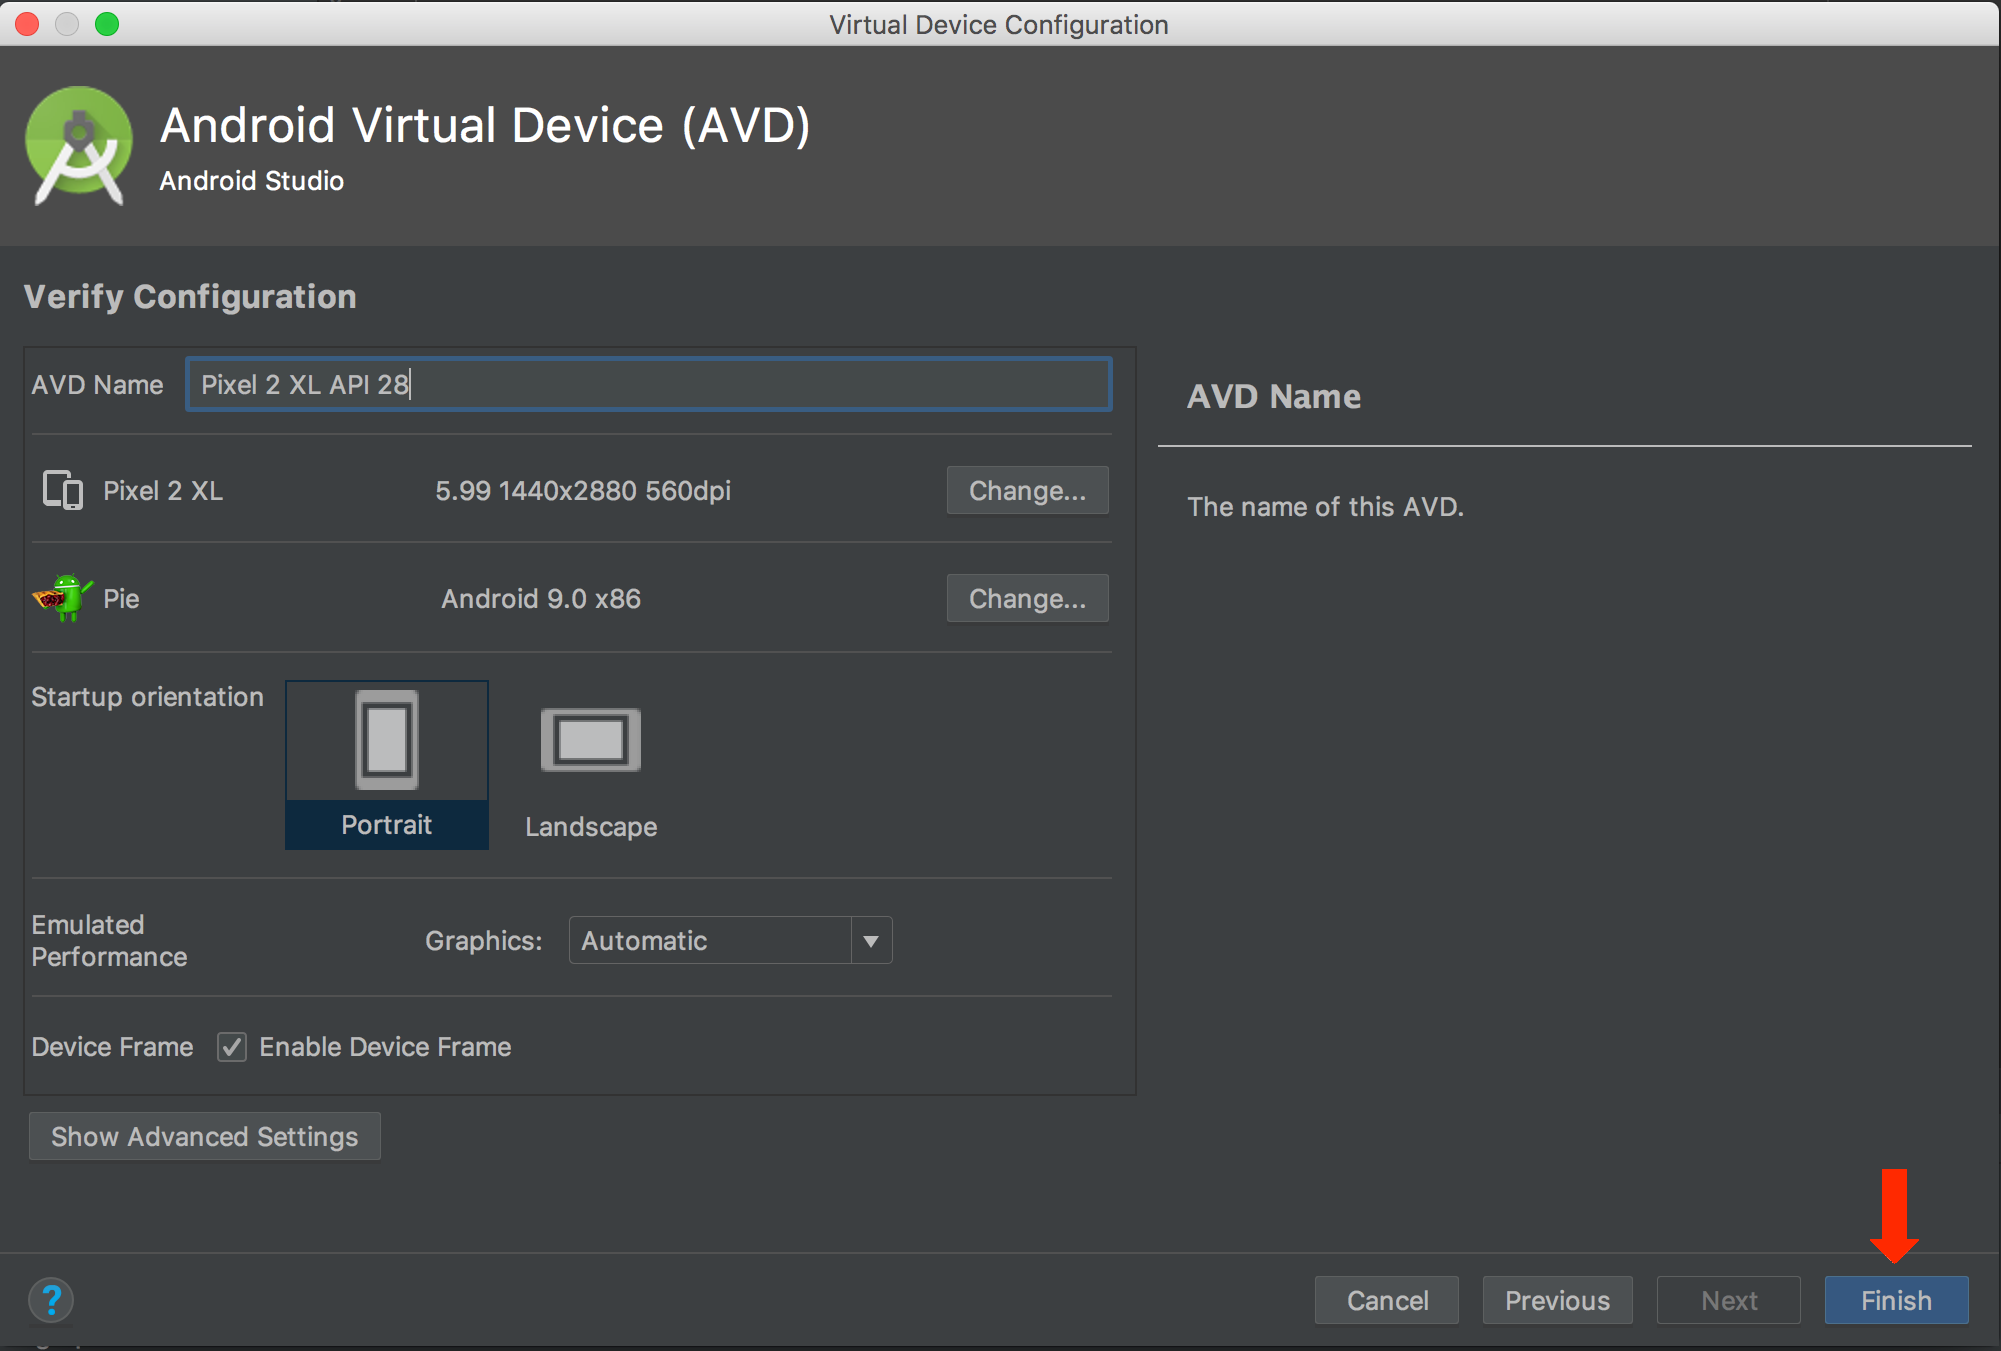 Virtual Device Configuration
Android Virtual Device (AVD)
Android Studio
Verify Configuration
AVD Name Pixel 2 XL API 28
Pixel 2 XL 5.99 1440x2880 560dpi Change...
Pie Android 9.0 x86 Change...
Startup orientation
Portrait Landscape
Emulated
Performance
Graphics: Automatic
Device Frame Enable Device Frame
Show Advanced Settings
AVD Name
The name of this AVD.
? Cancel Previous Next Finish